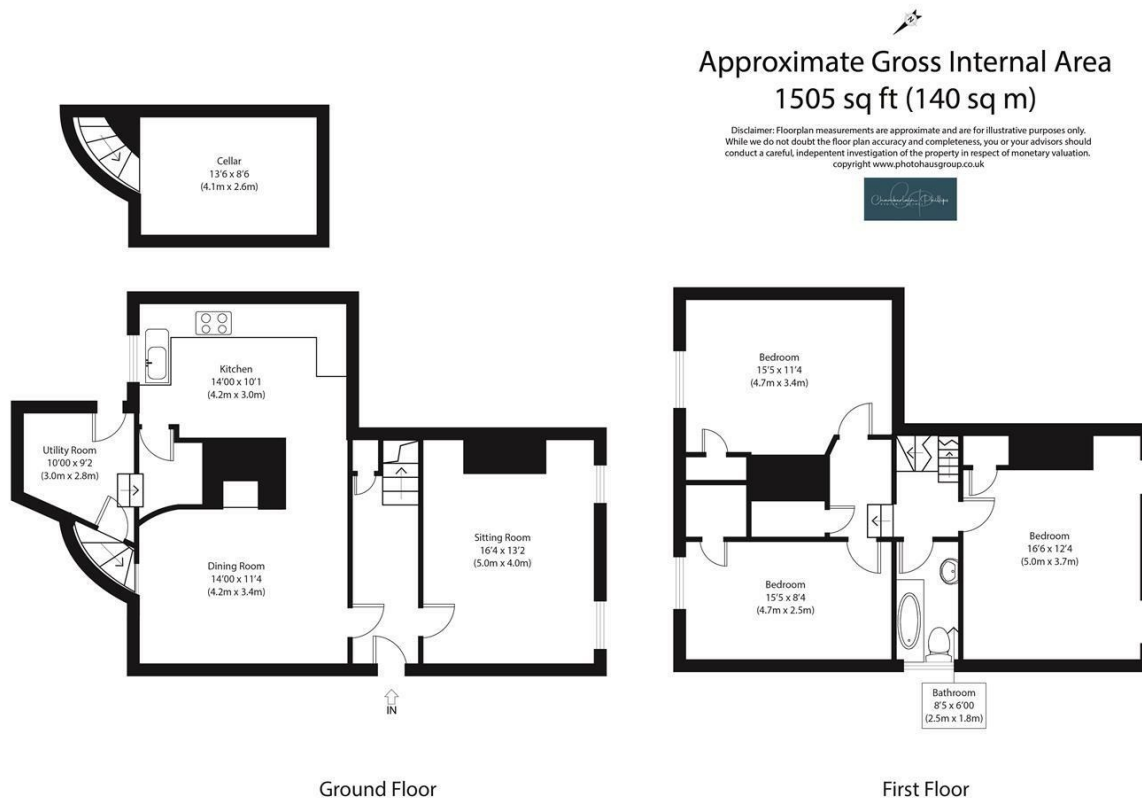 N
Approximate Gross Internal Area
1505 sq ft (140 sq m)
Disclaimer: Floorplan measurements are approximate and are for illustrative purposes only.
While we do not doubt the floor plan accuracy and completeness, you or your advisors should
conduct a careful, indepentent investigation of the property in respect of monetary valuation.
copyright www.photohausgroup.co.uk
Chamberlain Phillips
Cellar
13'6 x 8'6
(4.1m x 2.6m)
Kitchen
14'00 x 10'1
(4.2m x 3.0m)
Utility Room
10'00 x 9'2
(3.0m x 2.8m)
Dining Room
14'00 x 11'4
(4.2m x 3.4m)
Sitting Room
16'4 x 13'2
(5.0m x 4.0m)
IN
Ground Floor
Bedroom
15'5 x 11'4
(4.7m x 3.4m)
Bedroom
15'5 x 8'4
(4.7m x 2.5m)
Bedroom
16'6 x 12'4
(5.0m x 3.7m)
Bathroom
8'5 x 6'00
(2.5m x 1.8m)
First Floor